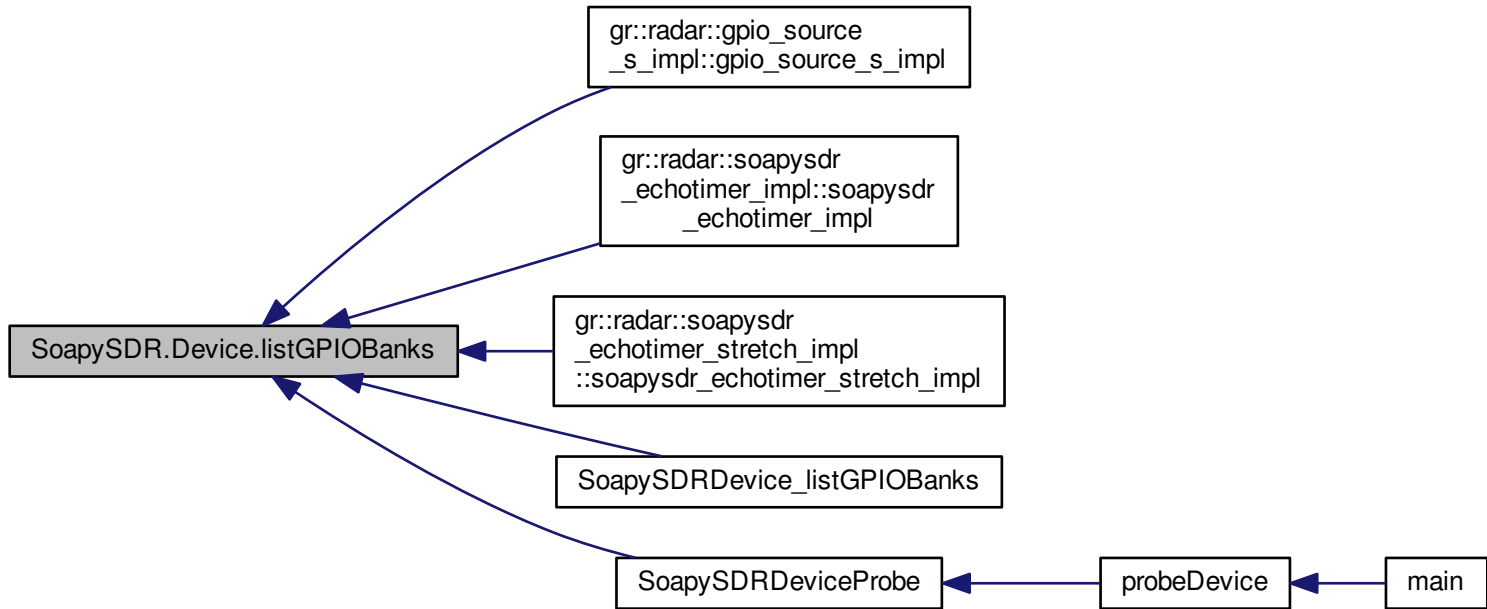 gr::radar::gpio_source
_s_impl::gpio_source_s_impl
gr::radar::soapysdr
_echotimer_impl::soapysdr
_echotimer_impl
SoapySDR.Device.listGPIOBanks
gr::radar::soapysdr
_echotimer_stretch_impl
::soapysdr_echotimer_stretch_impl
SoapySDRDevice_listGPIOBanks
SoapySDRDeviceProbe
probeDevice
main